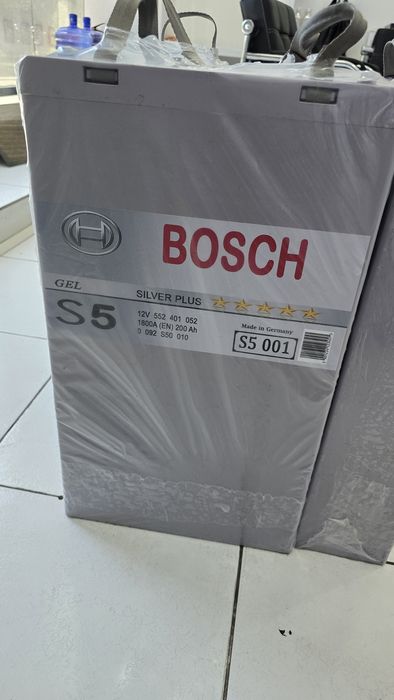 BOSCH
GEL
S5
SILVER PLUS
12V 552 401 052
1800A (EN) 200 Ah
0 092 S50 010
Made in Germany
S5 001